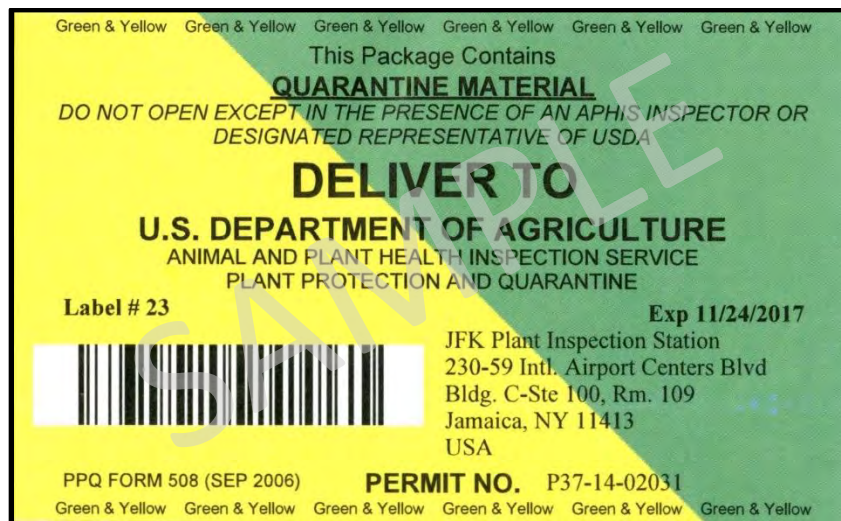 Green & Yellow Green & Yellow Green & Yellow Green & Yellow Green & Yellow Green & Yellow
This Package Contains
QUARANTINE MATERIAL
DO NOT OPEN EXCEPT IN THE PRESENCE OF AN APHIS INSPECTOR OR
DESIGNATED REPRESENTATIVE OF USDA
DELIVER TO
U.S. DEPARTMENT OF AGRICULTURE
ANIMAL AND PLANT HEALTH INSPECTION SERVICE
PLANT PROTECTION AND QUARANTINE
Label # 23
Exp 11/24/2017
JFK Plant Inspection Station
230-59 Intl. Airport Centers Blvd
Bldg. C-Ste 100, Rm. 109
Jamaica, NY 11413
USA
PPQ FORM 508 (SEP 2006) PERMIT NO. P37-14-02031
Green & Yellow Green & Yellow Green & Yellow Green & Yellow Green & Yellow Green & Yellow
SAMPLE